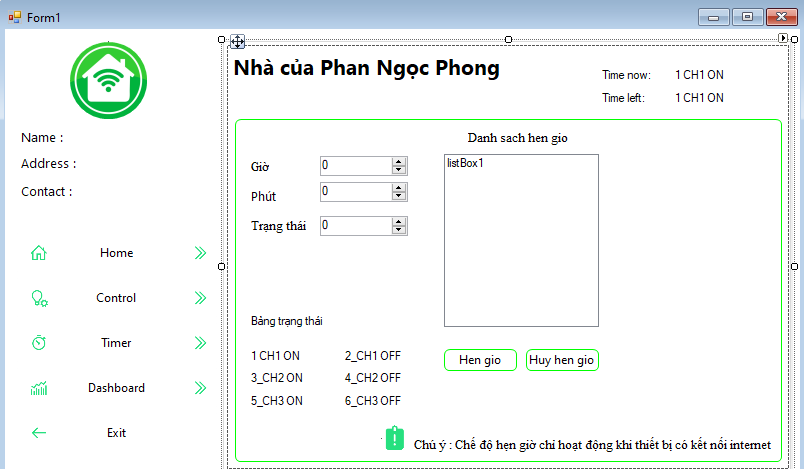 Form1
Nhà của Phan Ngọc Phong
Time now: 1 CH1 ON
Time left: 1 CH1 ON
Name :
Address :
Contact :
Home
Control
Timer
Dashboard
Exit
Danh sach hen gio
Giờ 0
Phút 0
Trạng thái 0
listBox1
Bảng trạng thái
1 CH1 ON 2_CH1 OFF
3_CH2 ON 4_CH2 OFF
5_CH3 ON 6_CH3 OFF
Hen gio Huy hen gio
Chú ý : Chế độ hẹn giờ chỉ hoạt động khi thiết bị có kết nối internet